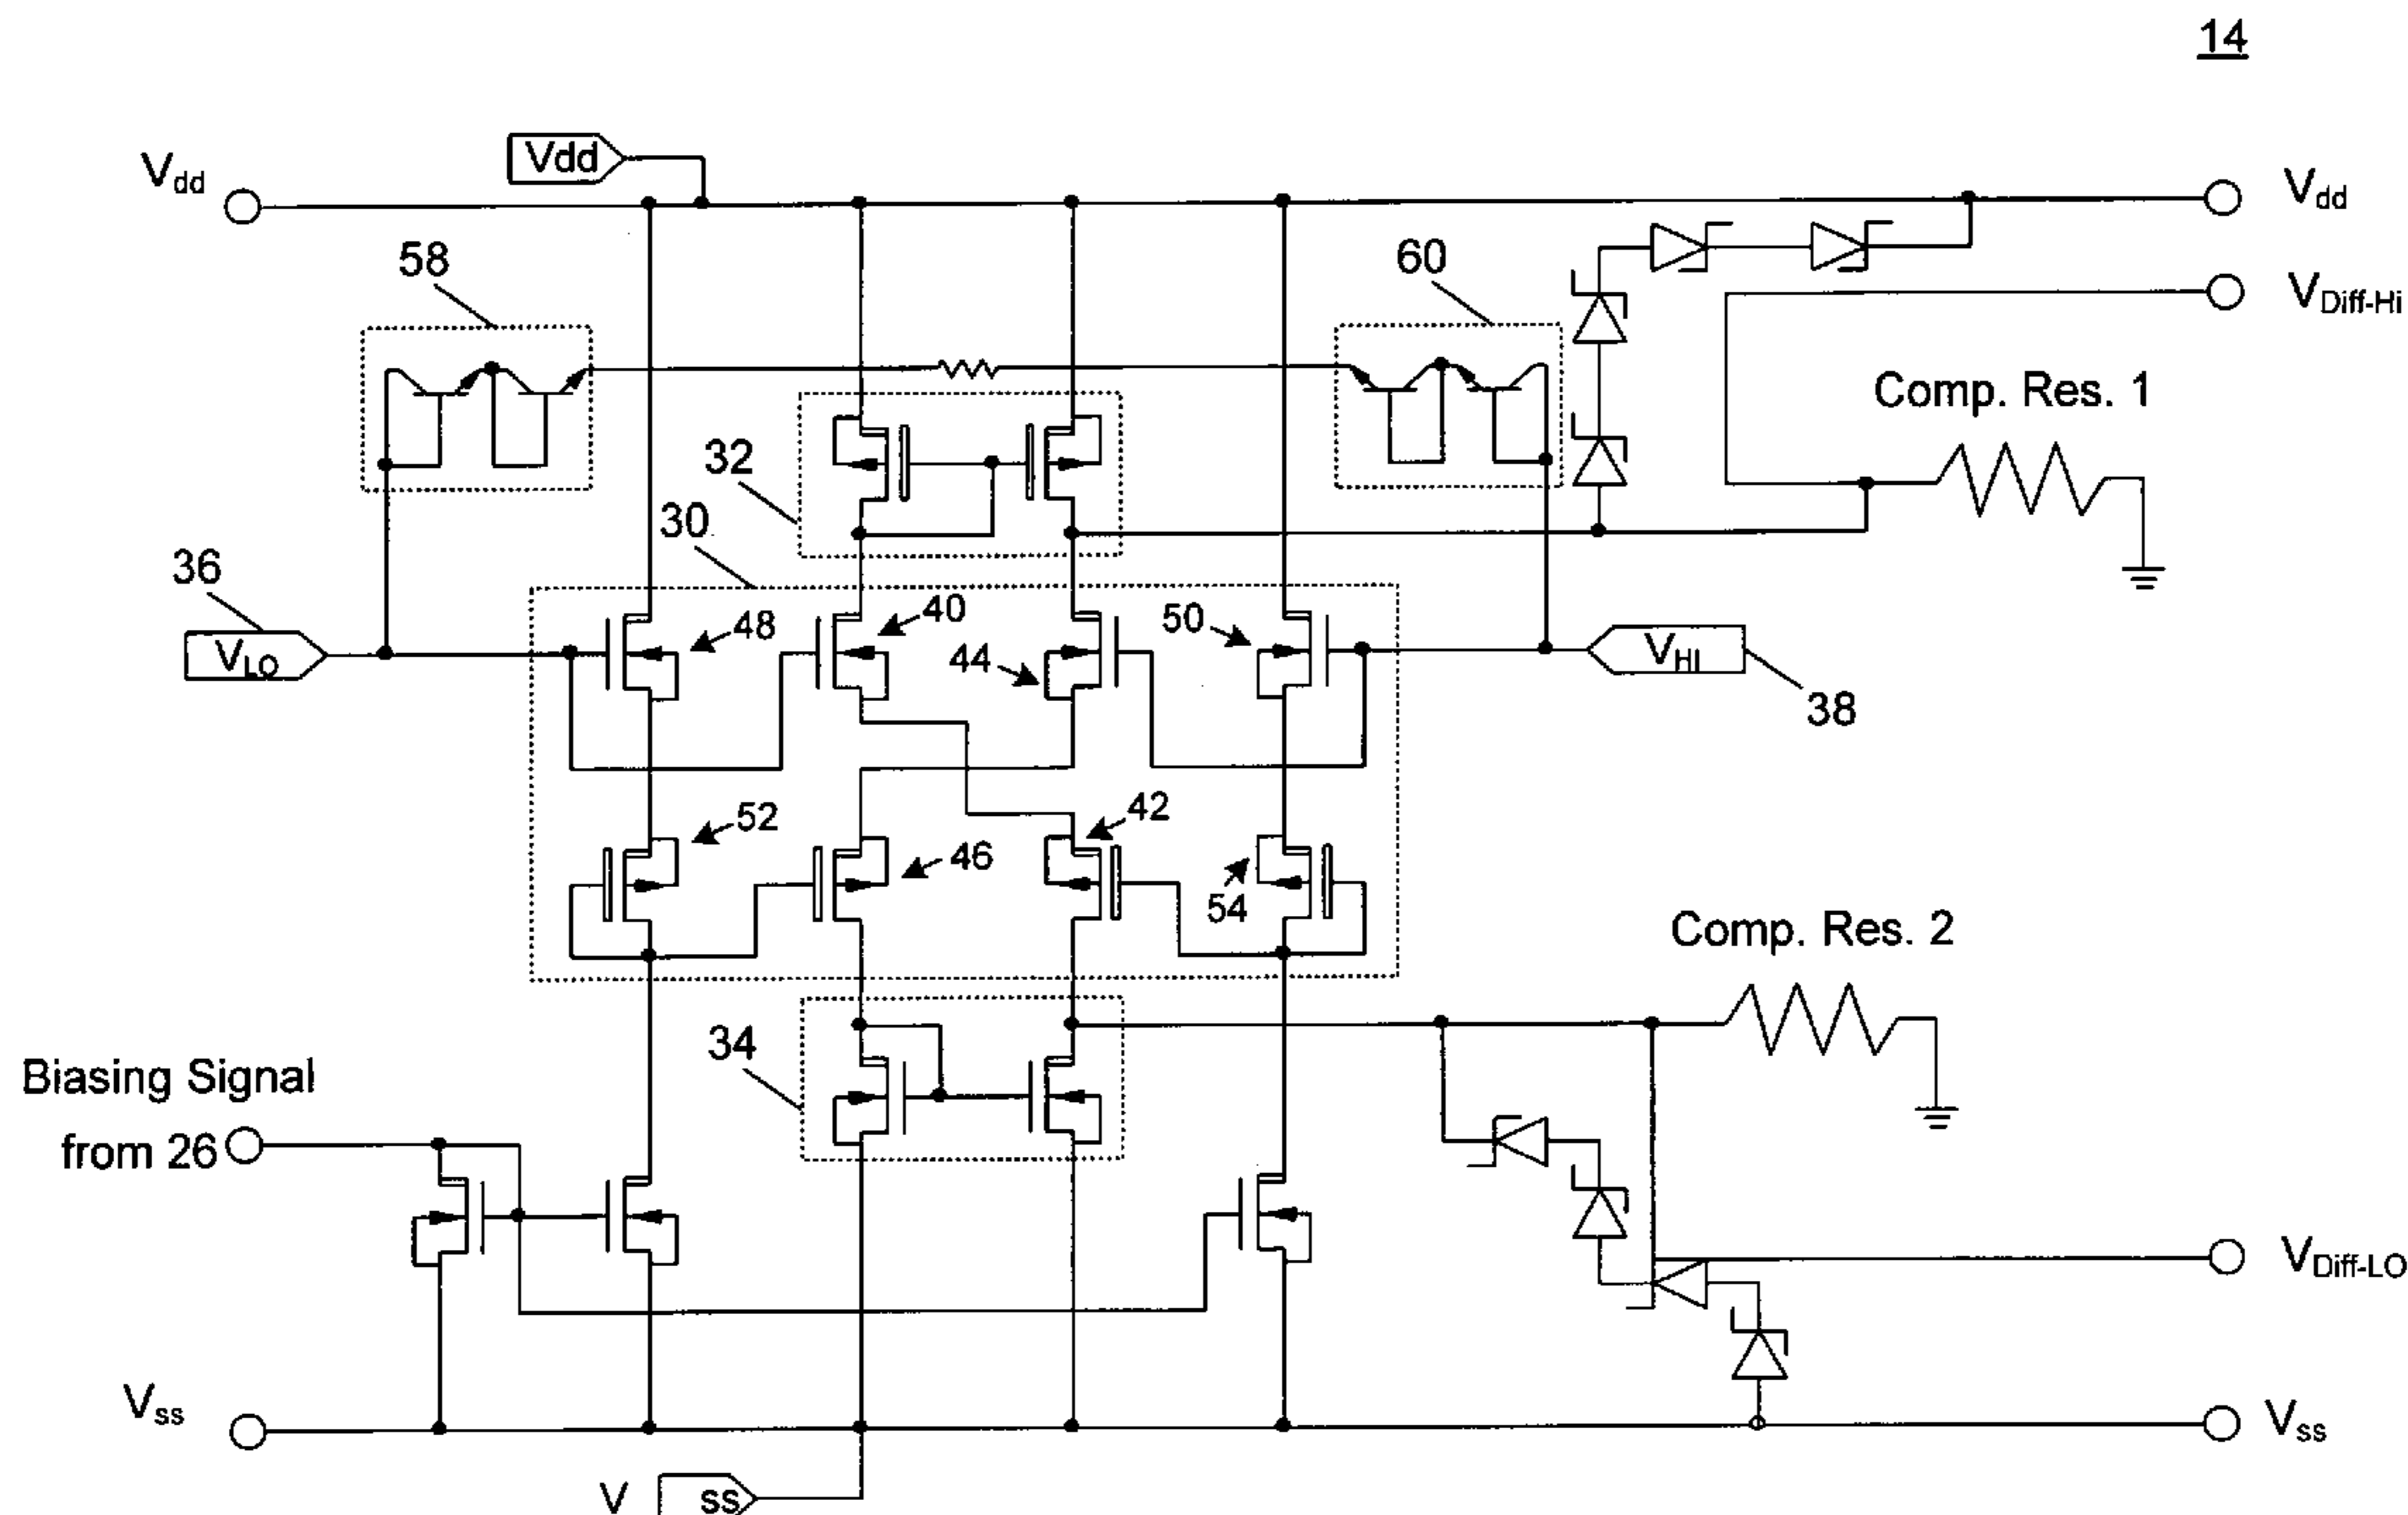 14
Vdd
Vdd
Vdd
58
60
VDiff-Hi
Comp. Res. 1
32
30
36
48
40
50
44
VLO
VHI
38
52
42
46
54
Comp. Res. 2
34
Biasing Signal
from 26
VDiff-LO
Vss
Vss
V ss